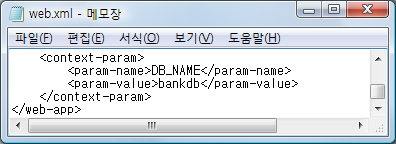 web.xml - 메모장
파일(F) 편집(E) 서식(O) 보기(V) 도움말(H)
<context-param>
<param-name>DB_NAME</param-name>
<param-value>bankdb</param-value>
</context-param>
</web-app>